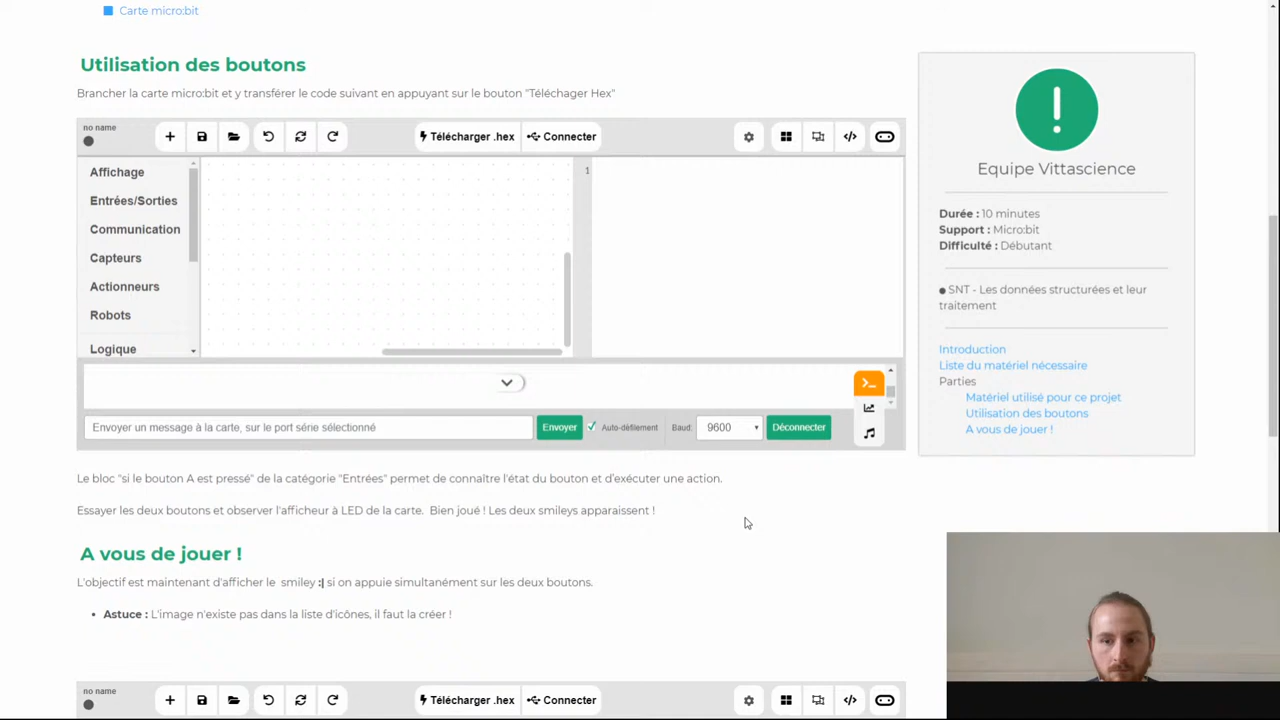 Carte micro:bit
Utilisation des boutons
Brancher la carte micro:bit et y transférer le code suivant en appuyant sur le bouton "Téléchager Hex"
no name
Télécharger .hex
Connecter
Affichage
Entrées/Sorties
Communication
Capteurs
Actionneurs
Robots
Logique
1
Envoyer un message à la carte, sur le port série sélectionné
Envoyer
Auto-défilement
Baud:
9600
Déconnecter
Le bloc "si le bouton A est pressé" de la catégorie "Entrées" permet de connaître l'état du bouton et d'exécuter une action.
Essayer les deux boutons et observer l'afficheur à LED de la carte. Bien joué ! Les deux smileys apparaissent !
A vous de jouer !
L'objectif est maintenant d'afficher le smiley :| si on appuie simultanément sur les deux boutons.
• Astuce : L'image n'existe pas dans la liste d'icônes, il faut la créer !
no name
Télécharger .hex
Connecter
Equipe Vittascience
Durée : 10 minutes
Support : Micro:bit
Difficulté : Débutant
SNT - Les données structurées et leur
traitement
Introduction
Liste du matériel nécessaire
Parties
Matériel utilisé pour ce projet
Utilisation des boutons
A vous de jouer !